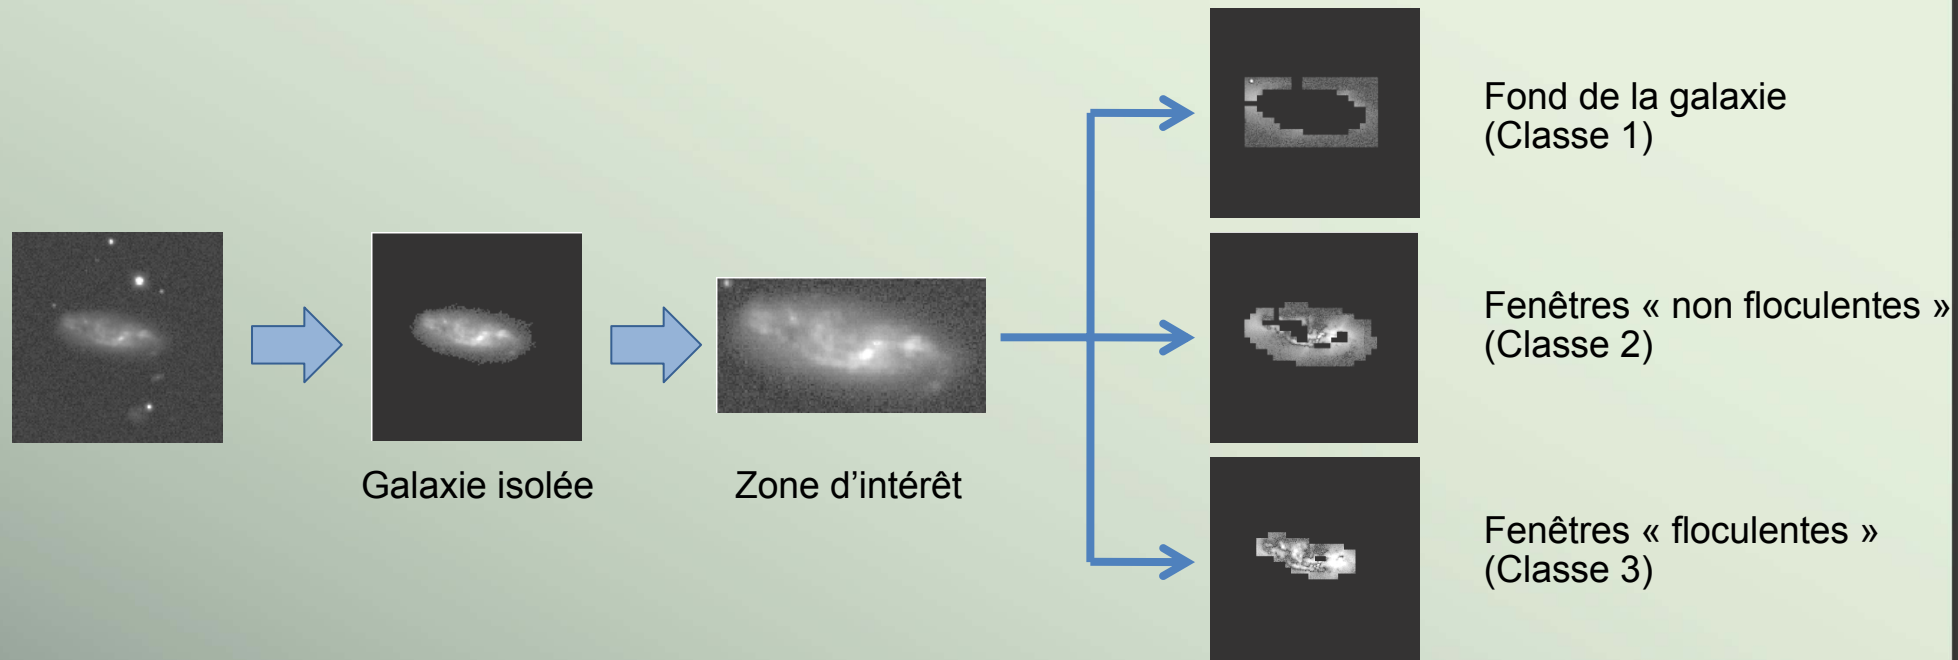 Fond de la galaxie
(Classe 1)
Fenêtres « non floculentes »
(Classe 2)
Galaxie isolée
Zone d’intérêt
Fenêtres « floculentes »
(Classe 3)